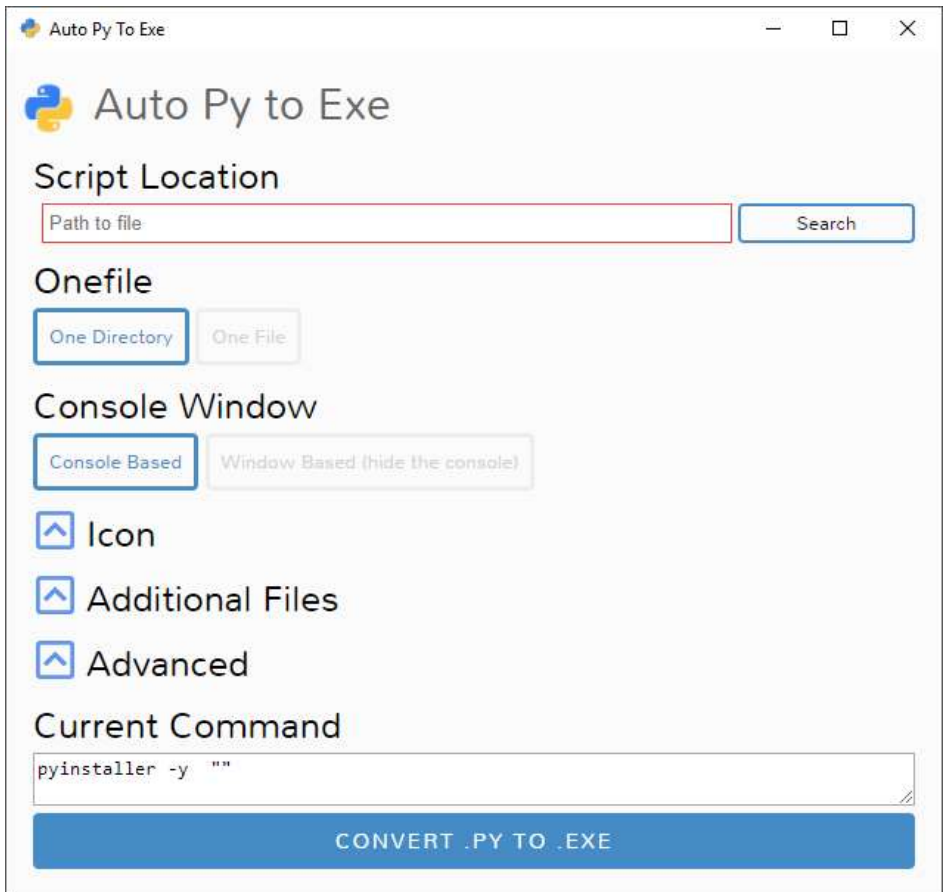 Auto Py To Exe
Auto Py to Exe
Script Location
Path to file Search
Onefile
One Directory One File
Console Window
Console Based Window Based (hide the console)
Icon
Additional Files
Advanced
Current Command
pyinstaller -y  ""
CONVERT .PY TO .EXE